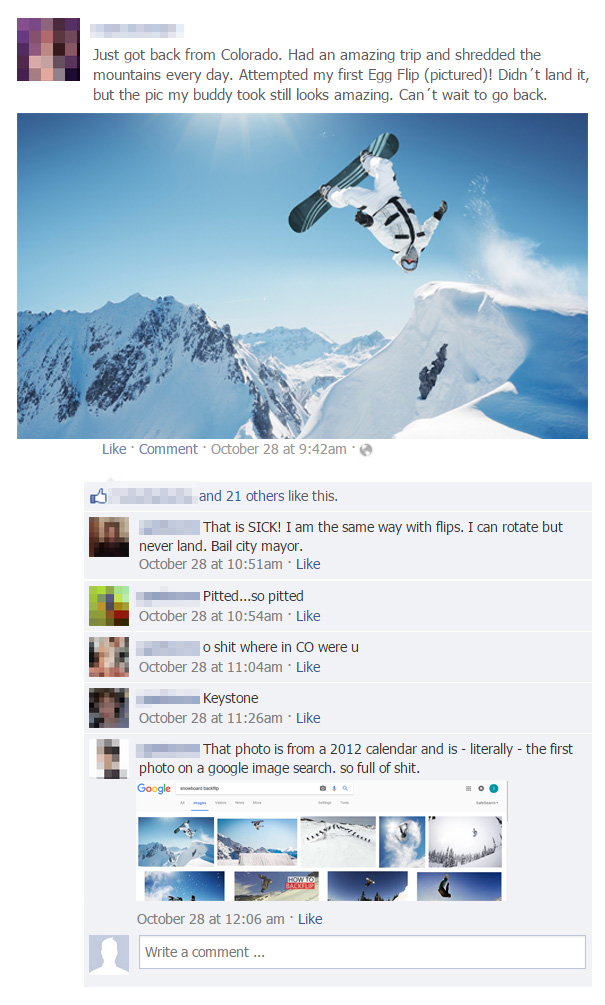 Just got back from Colorado. Had an amazing trip and shredded the
mountains every day. Attempted my first Egg Flip (pictured)! Didn´t land it,
but the pic my buddy took still looks amazing. Can´t wait to go back.
Like · Comment · October 28 at 9:42am ·
and 21 others like this.
That is SICK! I am the same way with flips. I can rotate but
never land. Bail city mayor.
October 28 at 10:51am · Like
Pitted...so pitted
October 28 at 10:54am · Like
o shit where in CO were u
October 28 at 11:04am · Like
Keystone
October 28 at 11:26am · Like
That photo is from a 2012 calendar and is - literally - the first
photo on a google image search. so full of shit.
Google snowboard backflip
All Images Videos News More Settings Tools SafeSearch
HOW TO
BACKFLIP
October 28 at 12:06 am · Like
Write a comment ...